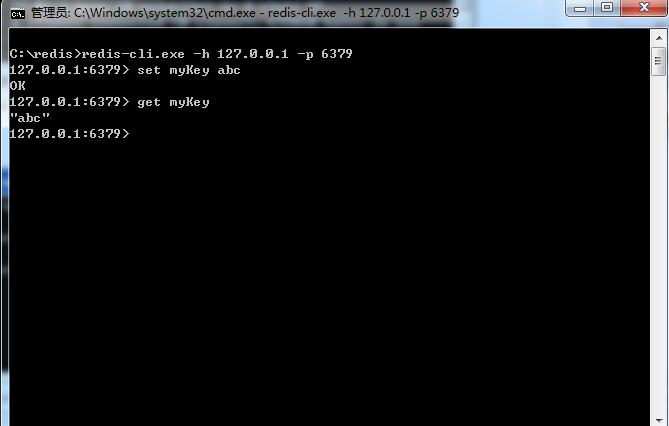 管理员: C:\Windows\system32\cmd.exe - redis-cli.exe  -h 127.0.0.1 -p 6379
C:\redis>redis-cli.exe -h 127.0.0.1 -p 6379
127.0.0.1:6379> set myKey abc
OK
127.0.0.1:6379> get myKey
"abc"
127.0.0.1:6379>